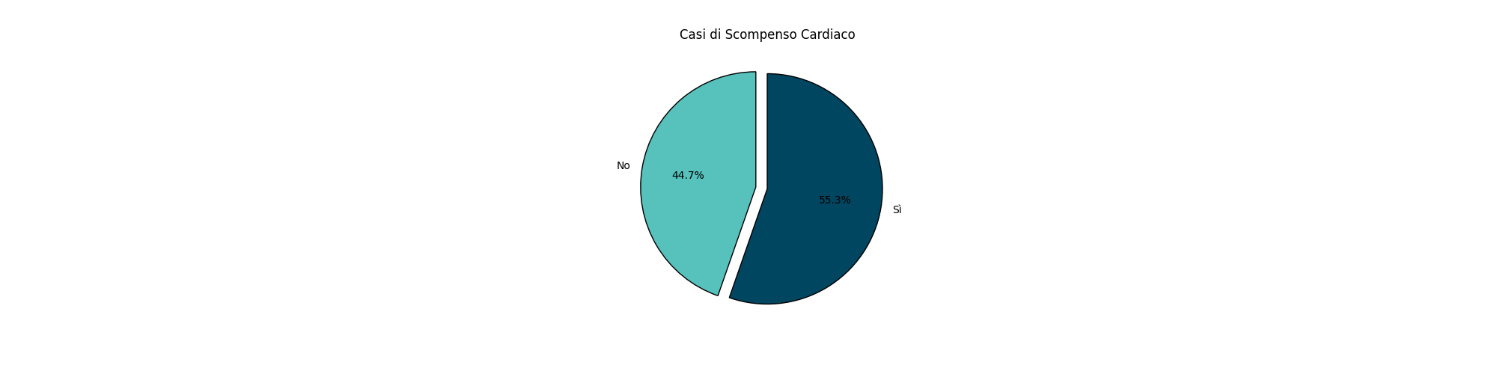 Casi di Scompenso Cardiaco
No
44.7%
55.3%
Sì